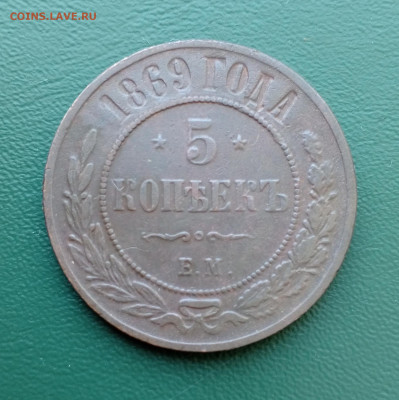 COINS.LAVE.RU
1869 ГОДА
5
КОПѢЕКЪ
Е.М.